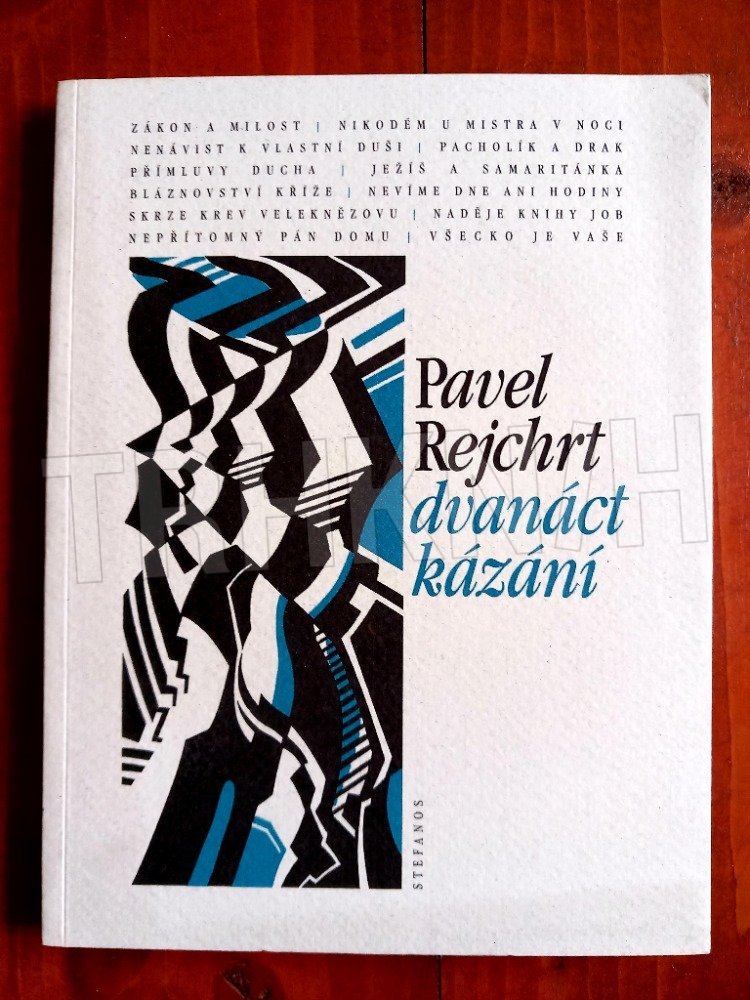 ZÁKON A MILOST | NIKODÉM U MISTRA V NOCI
NENÁVIST K VLASTNÍ DUŠI | PACHOLÍK A DRAK
PŘÍMLUVY DUCHA | JEŽÍŠ A SAMARITÁNKA
BLÁZNOVSTVÍ KŘÍŽE | NEVÍME DNE ANI HODINY
SKRZE KREV VELEKNĚZOVU | NADĚJE KNIHY JOB
NEPŘÍTOMNÝ PÁN DOMU | VŠECKO JE VAŠE
Pavel
Rejchrt
dvanáct
kázání
STEFANOS
TRHKNIH